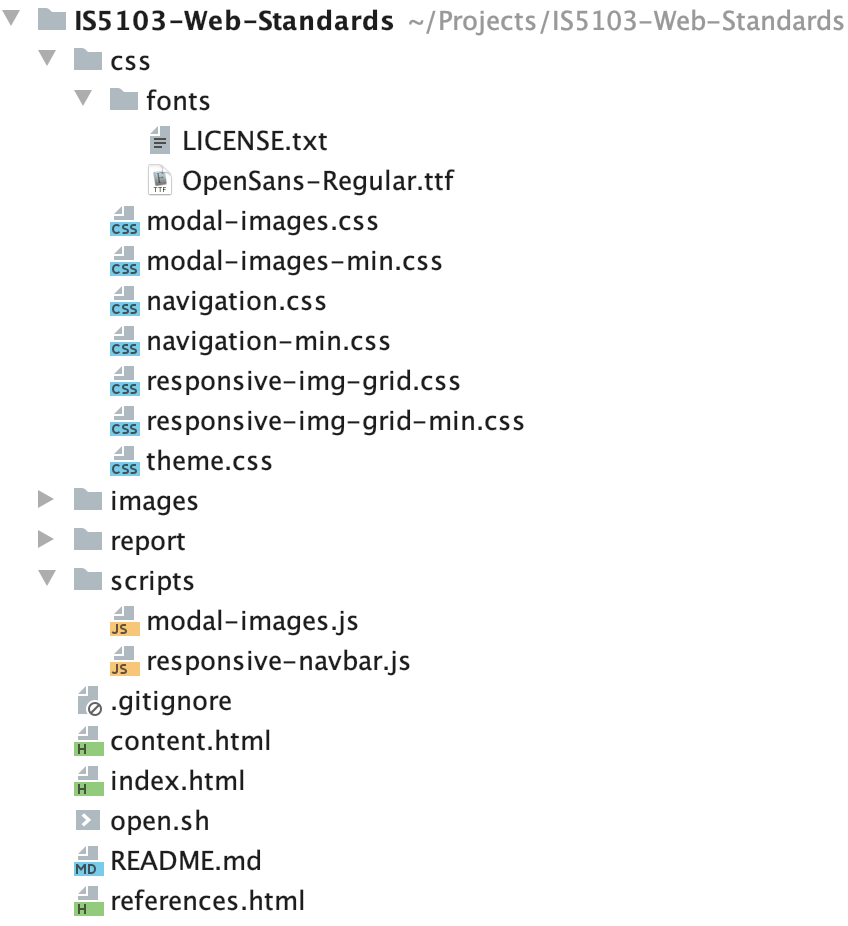 IS5103-Web-Standards ~/Projects/IS5103-Web-Standards
css
fonts
LICENSE.txt
TTF OpenSans-Regular.ttf
CSS modal-images.css
CSS modal-images-min.css
CSS navigation.css
CSS navigation-min.css
CSS responsive-img-grid.css
CSS responsive-img-grid-min.css
CSS theme.css
images
report
scripts
JS modal-images.js
JS responsive-navbar.js
.gitignore
H content.html
H index.html
open.sh
MD README.md
H references.html